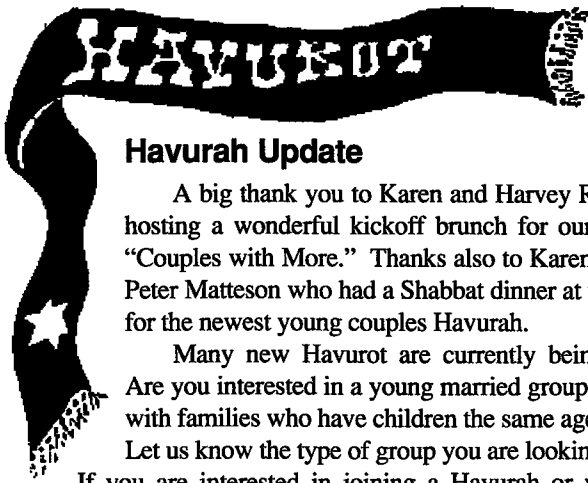 HAVUROT
Havurah Update
A big thank you to Karen and Harvey
hosting a wonderful kickoff brunch for our
"Couples with More." Thanks also to Karen
Peter Matteson who had a Shabbat dinner at
for the newest young couples Havurah.
Many new Havurot are currently
Are you interested in a young married group
with families who have children the same
Let us know the type of group you are
If you are interested in joining a Havurah or